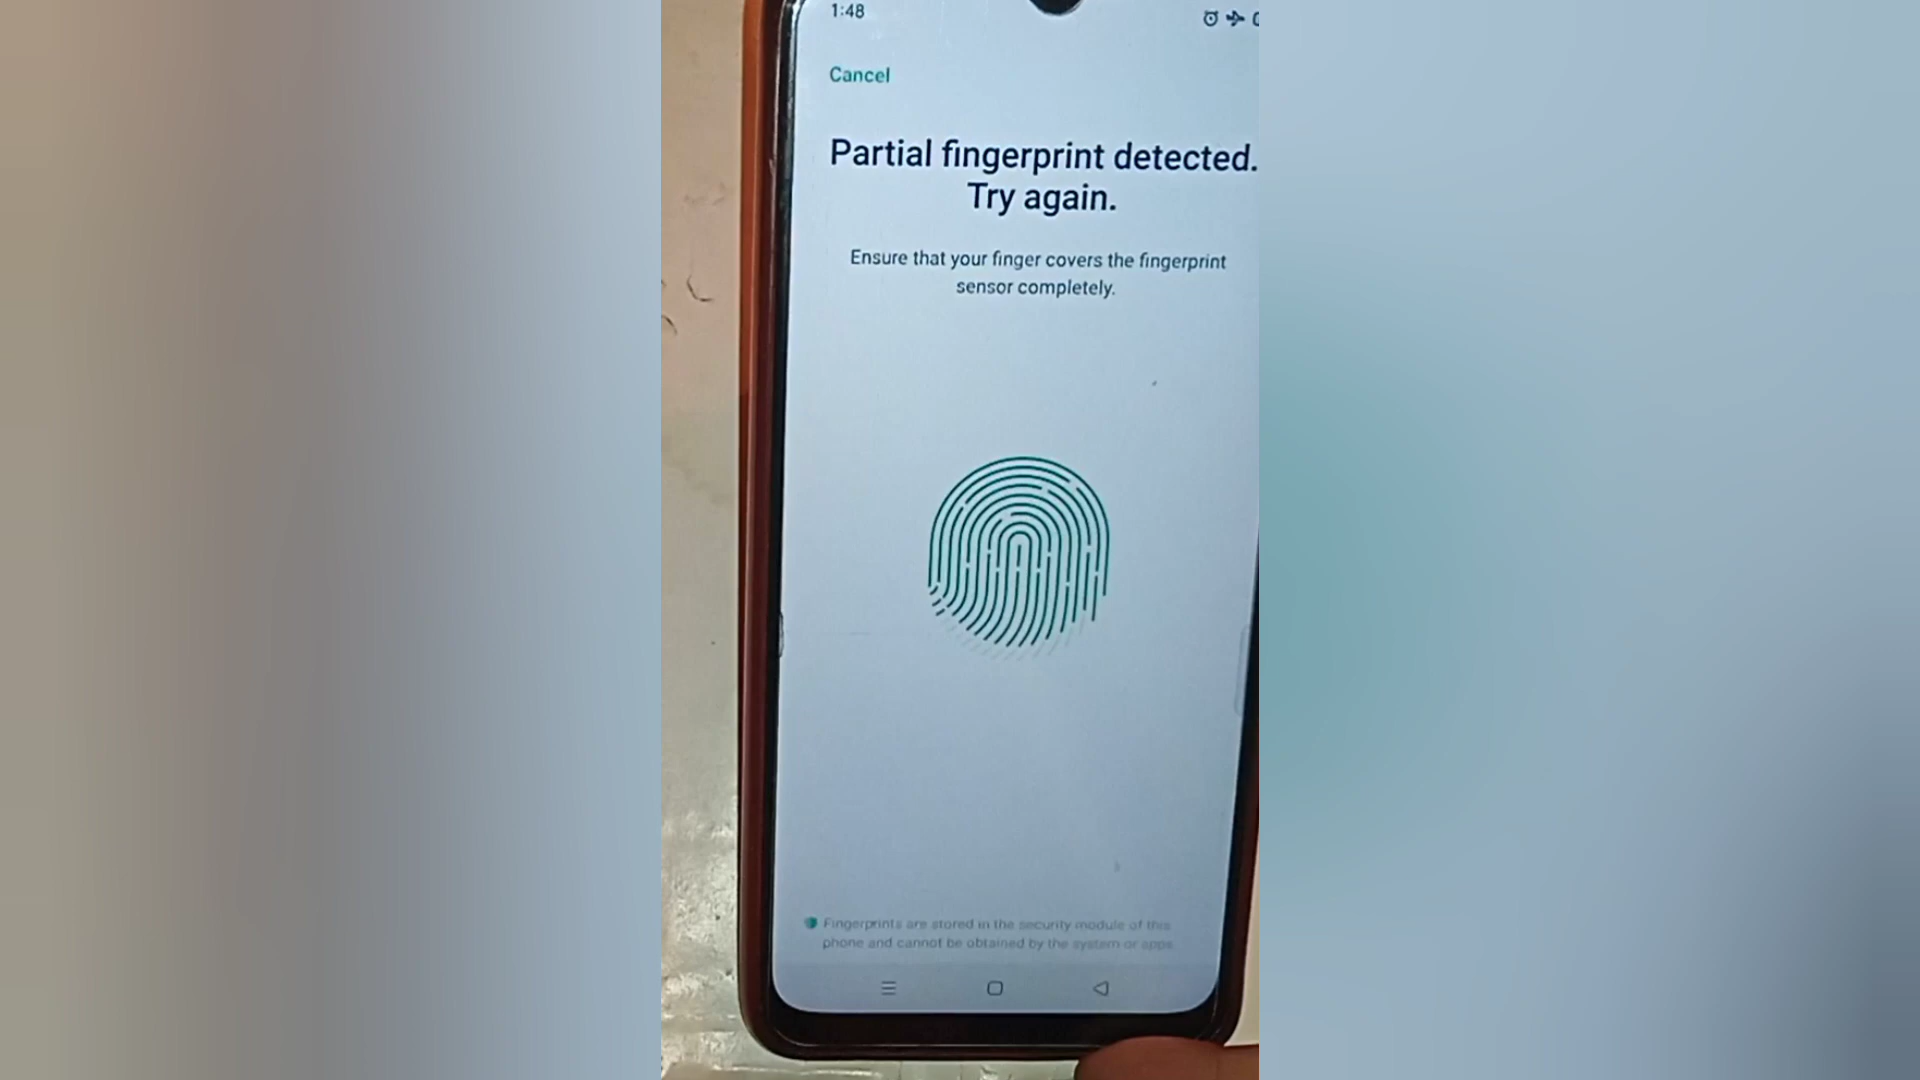 1:48
Cancel
Partial fingerprint detected.
Try again.
Ensure that your finger covers the fingerprint
sensor completely.
Fingerprints are stored in the security module of this
phone and cannot be obtained by the system or apps